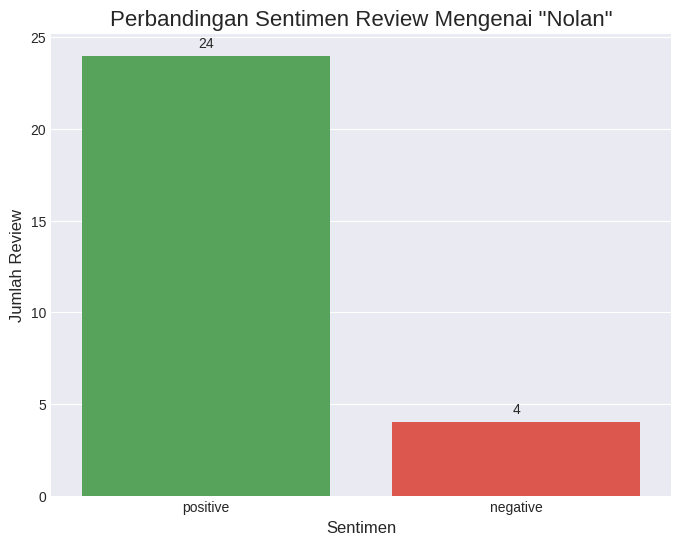 Perbandingan Sentimen Review Mengenai "Nolan"
25
20
15
10
5
0
Jumlah Review
24
4
positive
negative
Sentimen